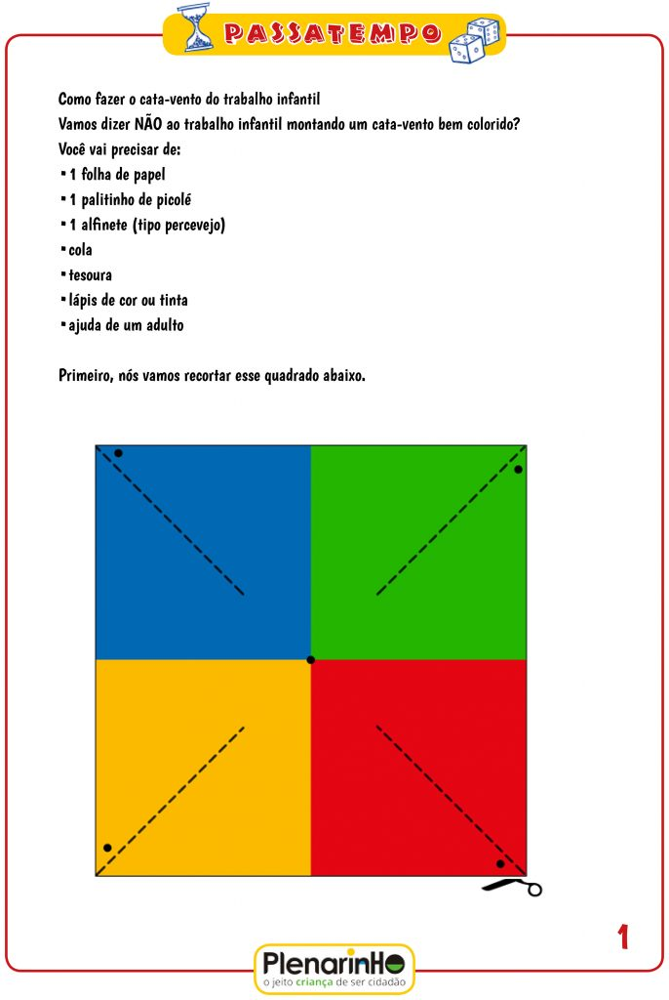 PASSATEMPO
Como fazer o cata-vento do trabalho infantil
Vamos dizer NÃO ao trabalho infantil montando um cata-vento bem colorido?
Você vai precisar de:
▪1 folha de papel
▪1 palitinho de picolé
▪1 alfinete (tipo percevejo)
▪cola
▪tesoura
▪lápis de cor ou tinta
▪ajuda de um adulto
Primeiro, nós vamos recortar esse quadrado abaixo.
1
PlenarinHo
o jeito criança de ser cidadão